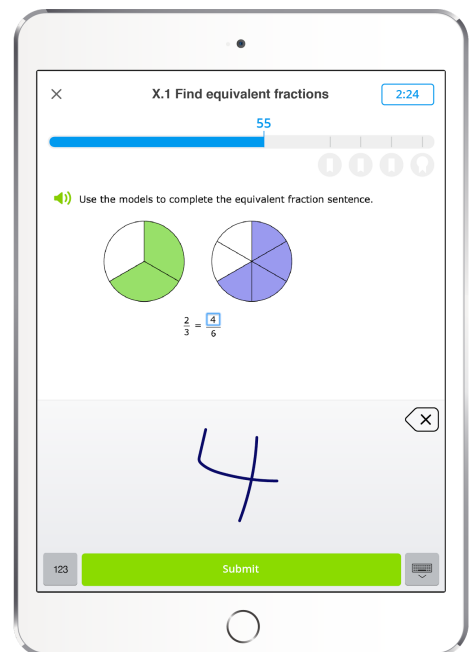 X.1 Find equivalent fractions
2:24
55
Use the models to complete the equivalent fraction sentence.
2/3 = 4/6
4
123
Submit